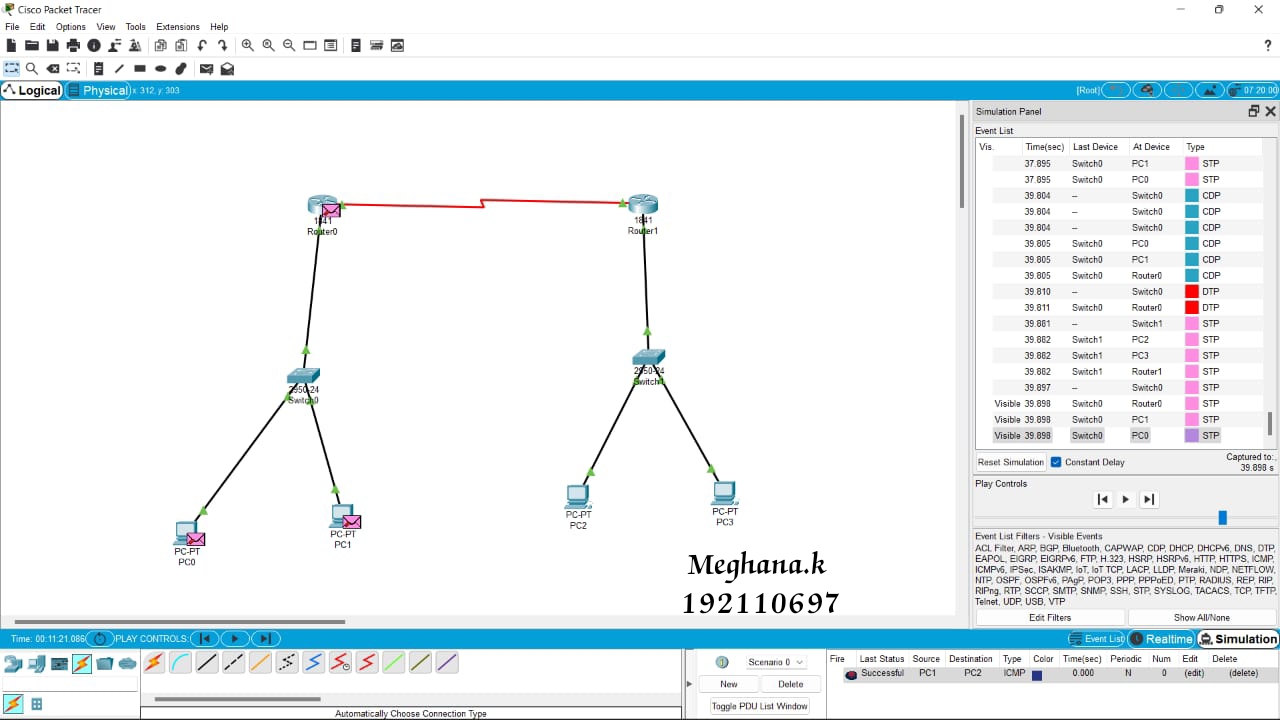 Cisco Packet Tracer
File Edit Options View Tools Extensions Help
?
Logical Physical x: 312, y: 303 [Root] 07:20:00
Simulation Panel
Event List
Vis. Time(sec) Last Device At Device Type
37.895 Switch0 PC1 STP
37.895 Switch0 PC0 STP
39.804 -- Switch0 CDP
39.804 -- Switch0 CDP
39.804 -- Switch0 CDP
39.805 Switch0 PC0 CDP
39.805 Switch0 PC1 CDP
39.805 Switch0 Router0 CDP
39.810 -- Switch0 DTP
39.811 Switch0 Router0 DTP
39.881 -- Switch1 STP
39.882 Switch1 PC2 STP
39.882 Switch1 PC3 STP
39.882 Switch1 Router1 STP
39.897 -- Switch0 STP
Visible 39.898 Switch0 Router0 STP
Visible 39.898 Switch0 PC1 STP
Visible 39.898 Switch0 PC0 STP
Reset Simulation Constant Delay Captured to:
39.898 s
Play Controls
Event List Filters - Visible Events
ACL Filter, ARP, BGP, Bluetooth, CAPWAP, CDP, DHCP, DHCPv6, DNS, DTP,
EAPOL, EIGRP, EIGRPv6, FTP, H.323, HSRP, HSRPv6, HTTP, HTTPS, ICMP,
ICMPv6, IPSec, ISAKMP, IoT, IoT TCP, LACP, LLDP, Meraki, NDP, NETFLOW,
NTP, OSPF, OSPFv6, PAgP, POP3, PPP, PPPoED, PTP, RADIUS, REP, RIP,
RIPng, RTP, SCCP, SMTP, SNMP, SSH, STP, SYSLOG, TACACS, TCP, TFTP,
Telnet, UDP, USB, VTP
Edit Filters Show All/None
1841
Router0
1841
Router1
2950-24
Switch0
2950-24
Switch1
PC-PT
PC0
PC-PT
PC1
PC-PT
PC2
PC-PT
PC3
Meghana.k
192110697
Time: 00:11:21.086 PLAY CONTROLS: Event List Realtime Simulation
Automatically Choose Connection Type
Scenario 0
New Delete
Toggle PDU List Window
Fire Last Status Source Destination Type Color Time(sec) Periodic Num Edit Delete
Successful PC1 PC2 ICMP 0.000 N 0 (edit) (delete)